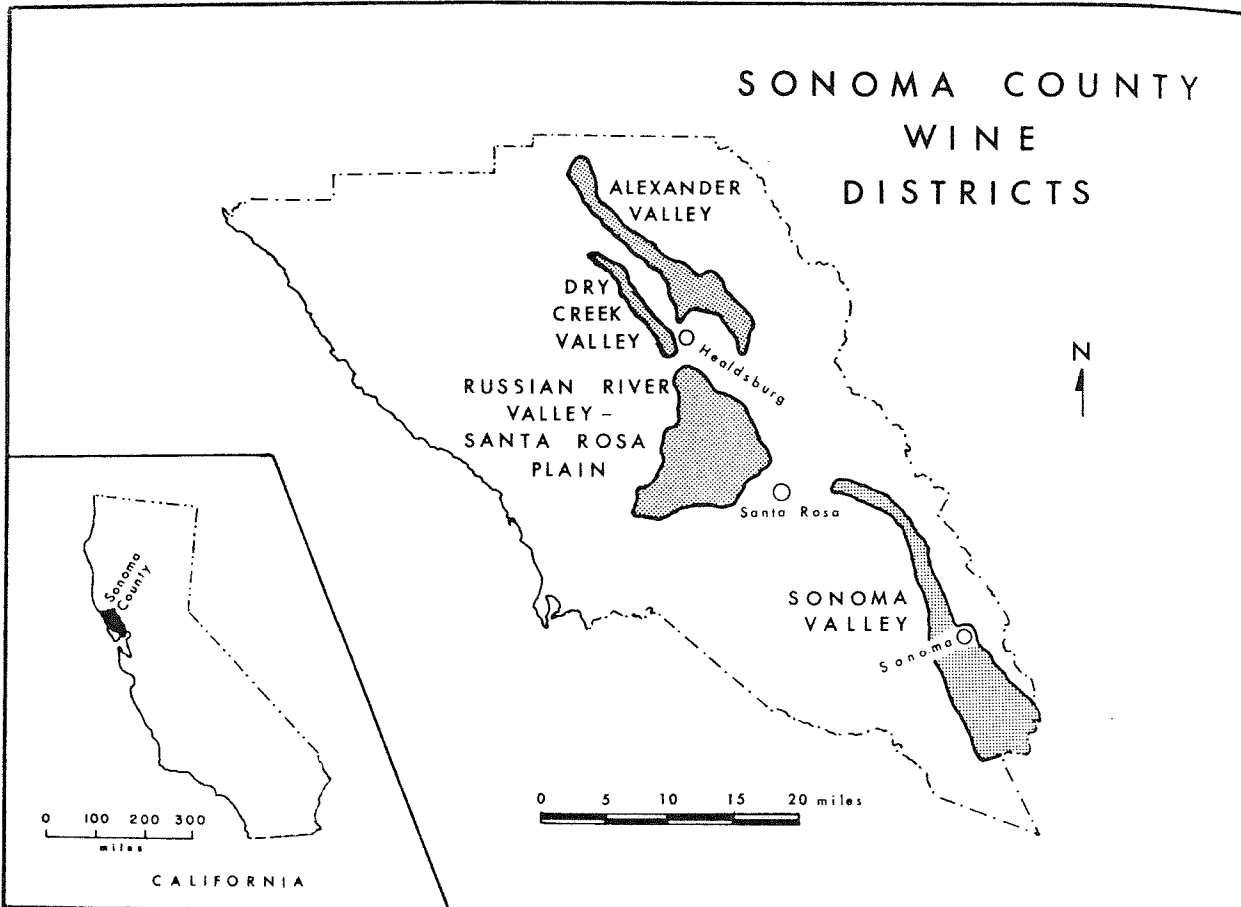 SONOMA COUNTY
WINE
DISTRICTS
ALEXANDER
VALLEY
DRY
CREEK
VALLEY
Healdsburg
N
RUSSIAN RIVER
VALLEY –
SANTA ROSA
PLAIN
Santa Rosa
SONOMA
VALLEY
Sonoma
0 5 10 15 20 miles
Sonoma
County
0 100 200 300
miles
CALIFORNIA